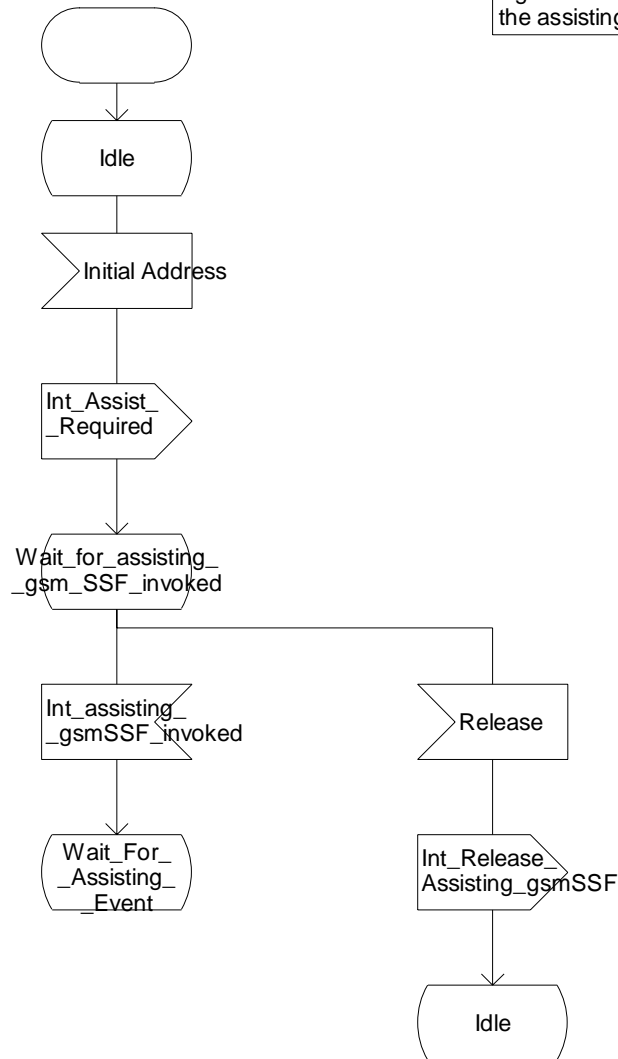 the assisting
Idle
Initial Address
Int_Assist_
_Required
Wait_for_assisting_
_gsm_SSF_invoked
Int_assisting_
_gsmSSF_invoked
Release
Wait_For_
_Assisting_
_Event
Int_Release_
Assisting_gsmSSF
Idle